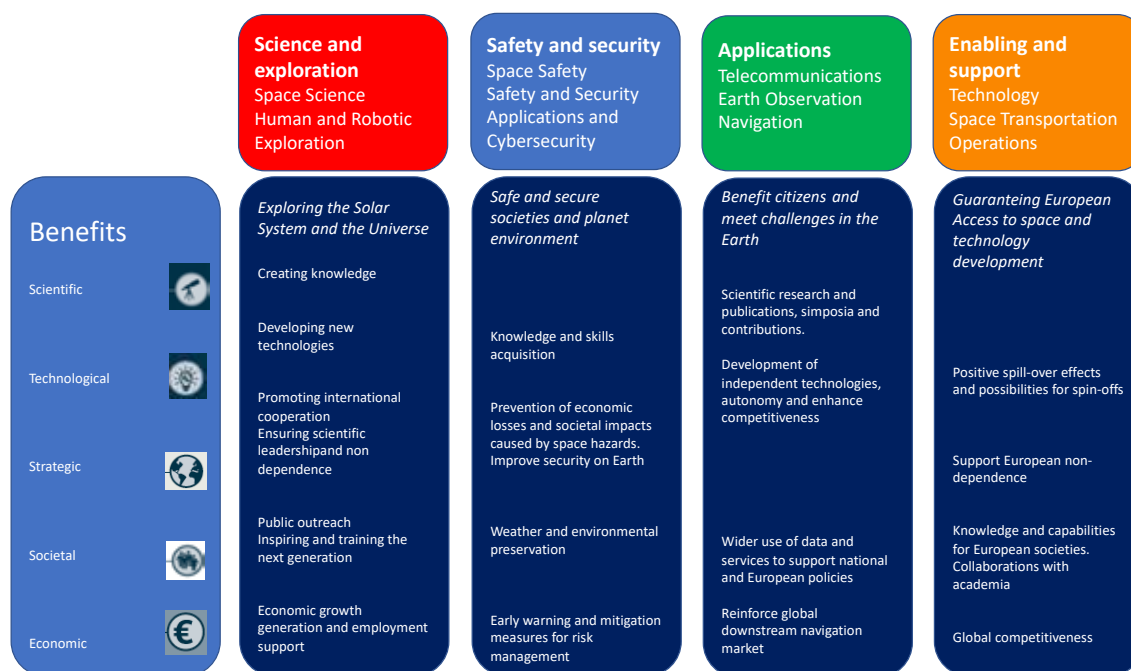 Science and
exploration
Space Science
Human and Robotic
Exploration
Safety and security
Space Safety
Safety and Security
Applications and
Cybersecurity
Applications
Telecommunications
Earth Observation
Navigation
Enabling and
support
Technology
Space Transportation
Operations
Benefits
Scientific
Technological
Strategic
Societal
Economic
€
Exploring the Solar
System and the Universe
Creating knowledge
Developing new
technologies
Promoting international
cooperation
Ensuring scientific
leadershipand non
dependence
Public outreach
Inspiring and training the
next generation
Economic growth
generation and employment
support
Safe and secure
societies and planet
environment
Knowledge and skills
acquisition
Prevention of economic
losses and societal impacts
caused by space hazards.
Improve security on Earth
Weather and environmental
preservation
Early warning and mitigation
measures for risk
management
Benefit citizens and
meet challenges in the
Earth
Scientific research and
publications, simposia and
contributions.
Development of
independent technologies,
autonomy and enhance
competitiveness
Wider use of data and
services to support national
and European policies
Reinforce global
downstream navigation
market
Guaranteing European
Access to space and
technology
development
Positive spill-over effects
and possibilities for spin-offs
Support European non-
dependence
Knowledge and capabilities
for European societies.
Collaborations with
academia
Global competitiveness